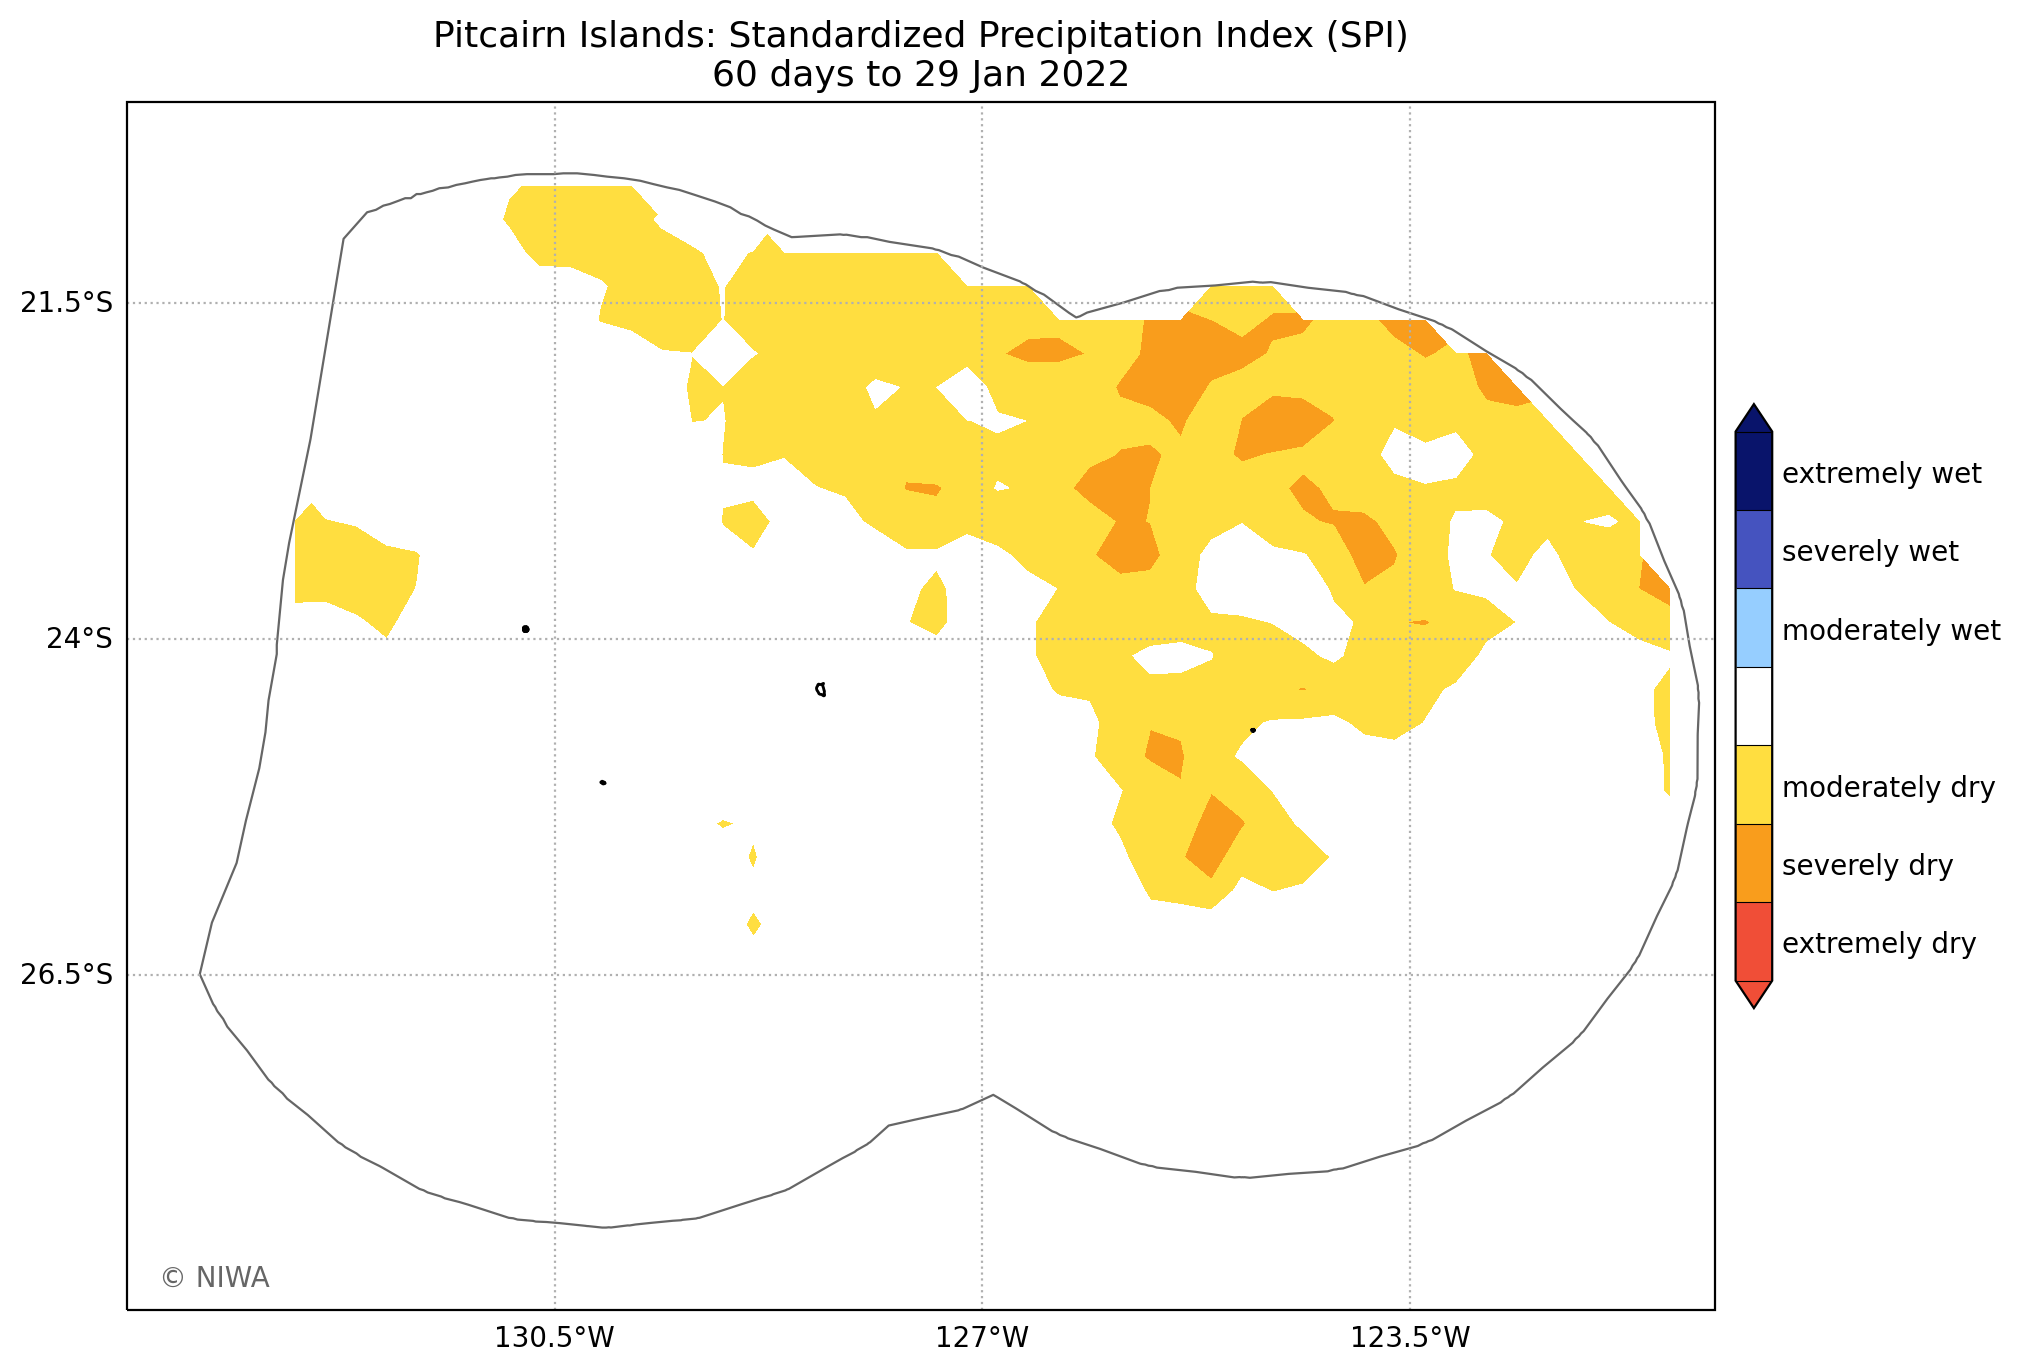 Pitcairn Islands: Standardized Precipitation Index (SPI)
60 days to 29 Jan 2022
21.5°S
24°S
26.5°S
130.5°W
127°W
123.5°W
extremely wet
severely wet
moderately wet
moderately dry
severely dry
extremely dry
© NIWA